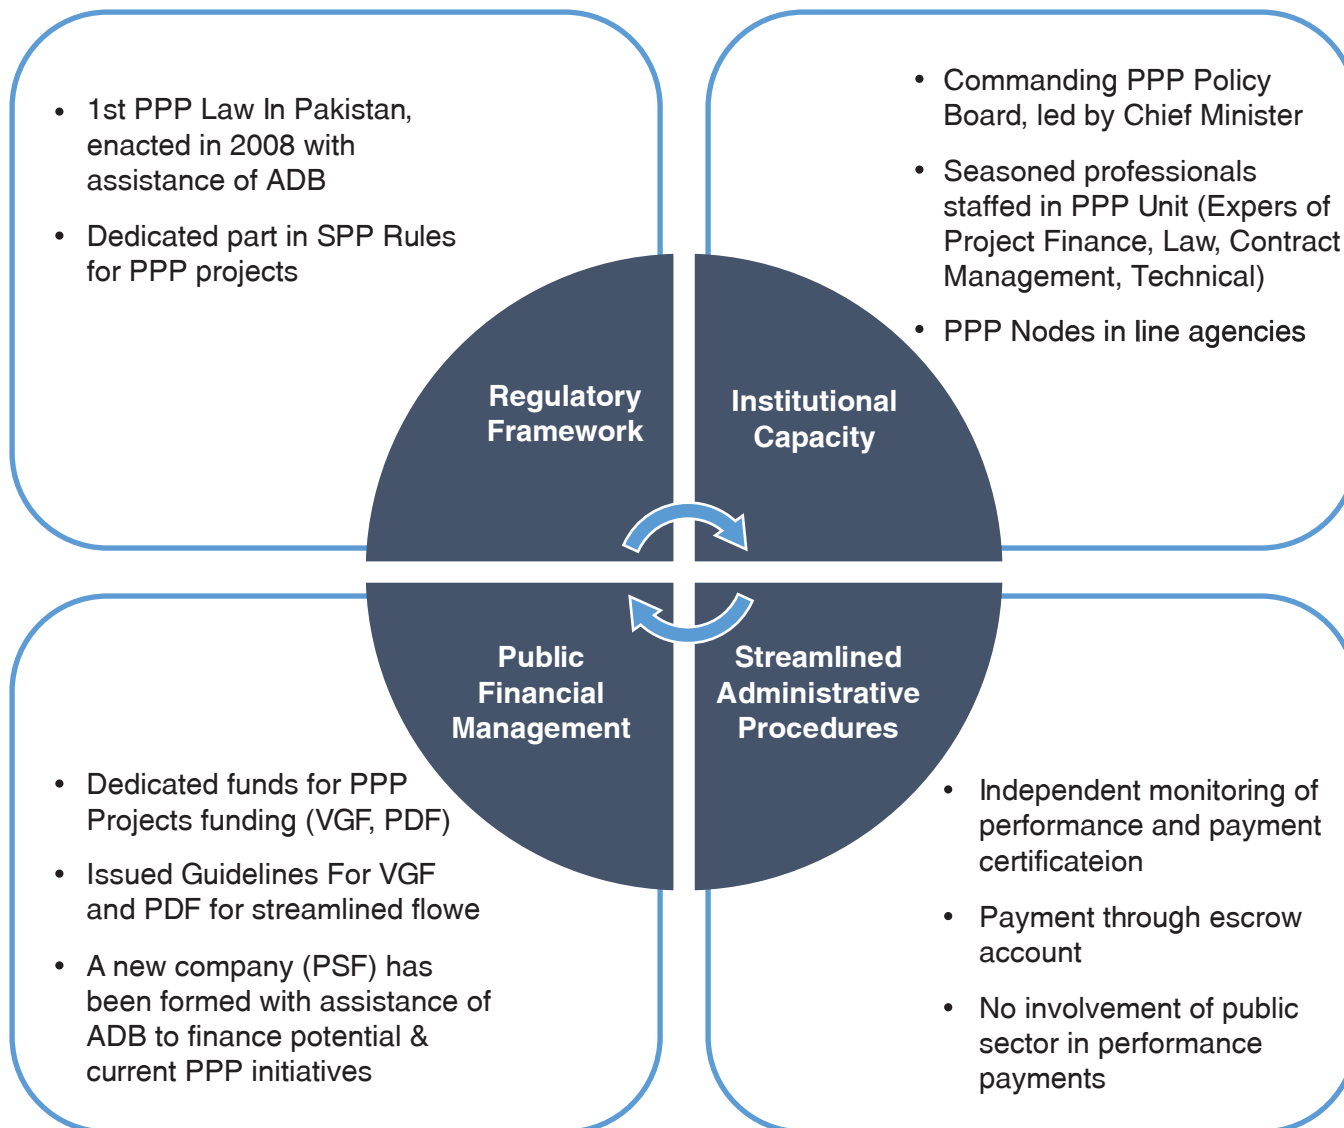 • 1st PPP Law In Pakistan,
enacted in 2008 with
assistance of ADB
• Dedicated part in SPP Rules
for PPP projects
• Commanding PPP Policy
Board, led by Chief Minister
• Seasoned professionals
staffed in PPP Unit (Expers of
Project Finance, Law, Contract
Management, Technical)
• PPP Nodes in line agencies
Regulatory
Framework
Institutional
Capacity
Public
Financial
Management
Streamlined
Administrative
Procedures
• Dedicated funds for PPP
Projects funding (VGF, PDF)
• Issued Guidelines For VGF
and PDF for streamlined flowe
• A new company (PSF) has
been formed with assistance of
ADB to finance potential &
current PPP initiatives
• Independent monitoring of
performance and payment
certificateion
• Payment through escrow
account
• No involvement of public
sector in performance
payments